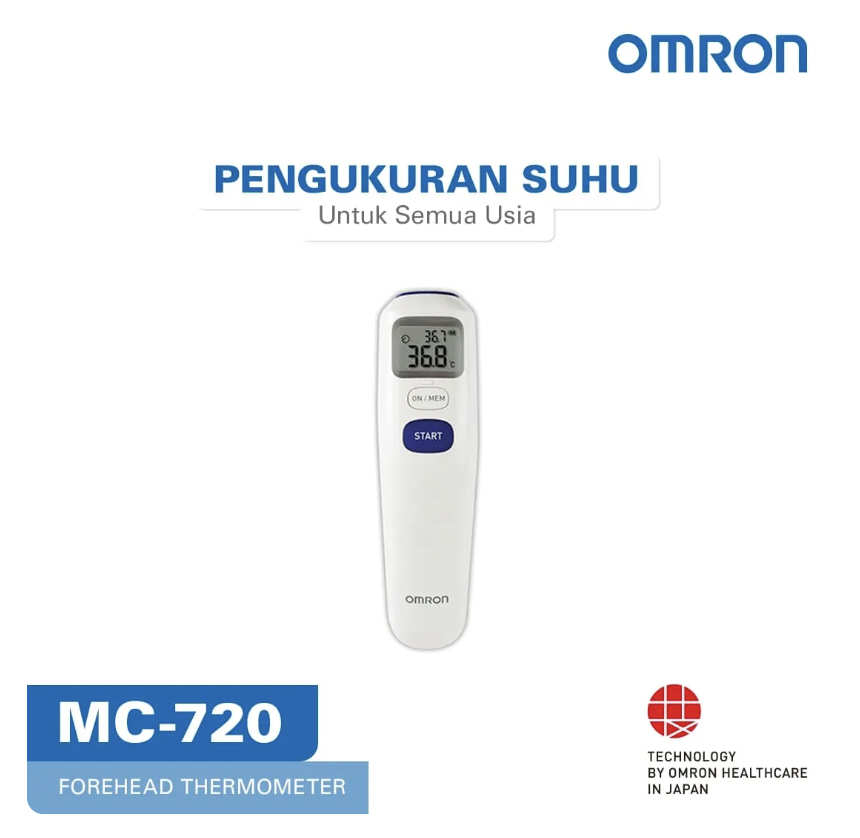 OMRON
PENGUKURAN SUHU
Untuk Semua Usia
36.7
36.8 °C
ON / MEM
START
OMRON
MC-720
FOREHEAD THERMOMETER
TECHNOLOGY
BY OMRON HEALTHCARE
IN JAPAN